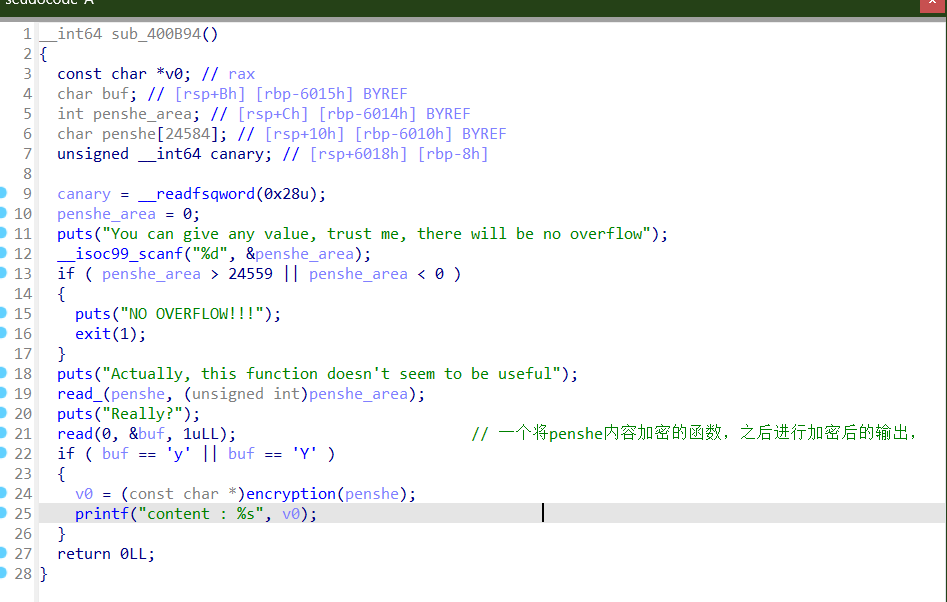 seudocode A
1 __int64 sub_400B94()
2 {
3 const char *v0; // rax
4 char buf; // [rsp+Bh] [rbp-6015h] BYREF
5 int penshe_area; // [rsp+Ch] [rbp-6014h] BYREF
6 char penshe[24584]; // [rsp+10h] [rbp-6010h] BYREF
7 unsigned __int64 canary; // [rsp+6018h] [rbp-8h]
8
9 canary = __readfsqword(0x28u);
10 penshe_area = 0;
11 puts("You can give any value, trust me, there will be no overflow");
12 __isoc99_scanf("%d", &penshe_area);
13 if ( penshe_area > 24559 || penshe_area < 0 )
14 {
15 puts("NO OVERFLOW!!!");
16 exit(1);
17 }
18 puts("Actually, this function doesn't seem to be useful");
19 read_(penshe, (unsigned int)penshe_area);
20 puts("Really?");
21 read(0, &buf, 1uLL); // 一个将penshe内容加密的函数，之后进行加密后的输出，
22 if ( buf == 'y' || buf == 'Y' )
23 {
24 v0 = (const char *)encryption(penshe);
25 printf("content : %s", v0);
26 }
27 return 0LL;
28 }